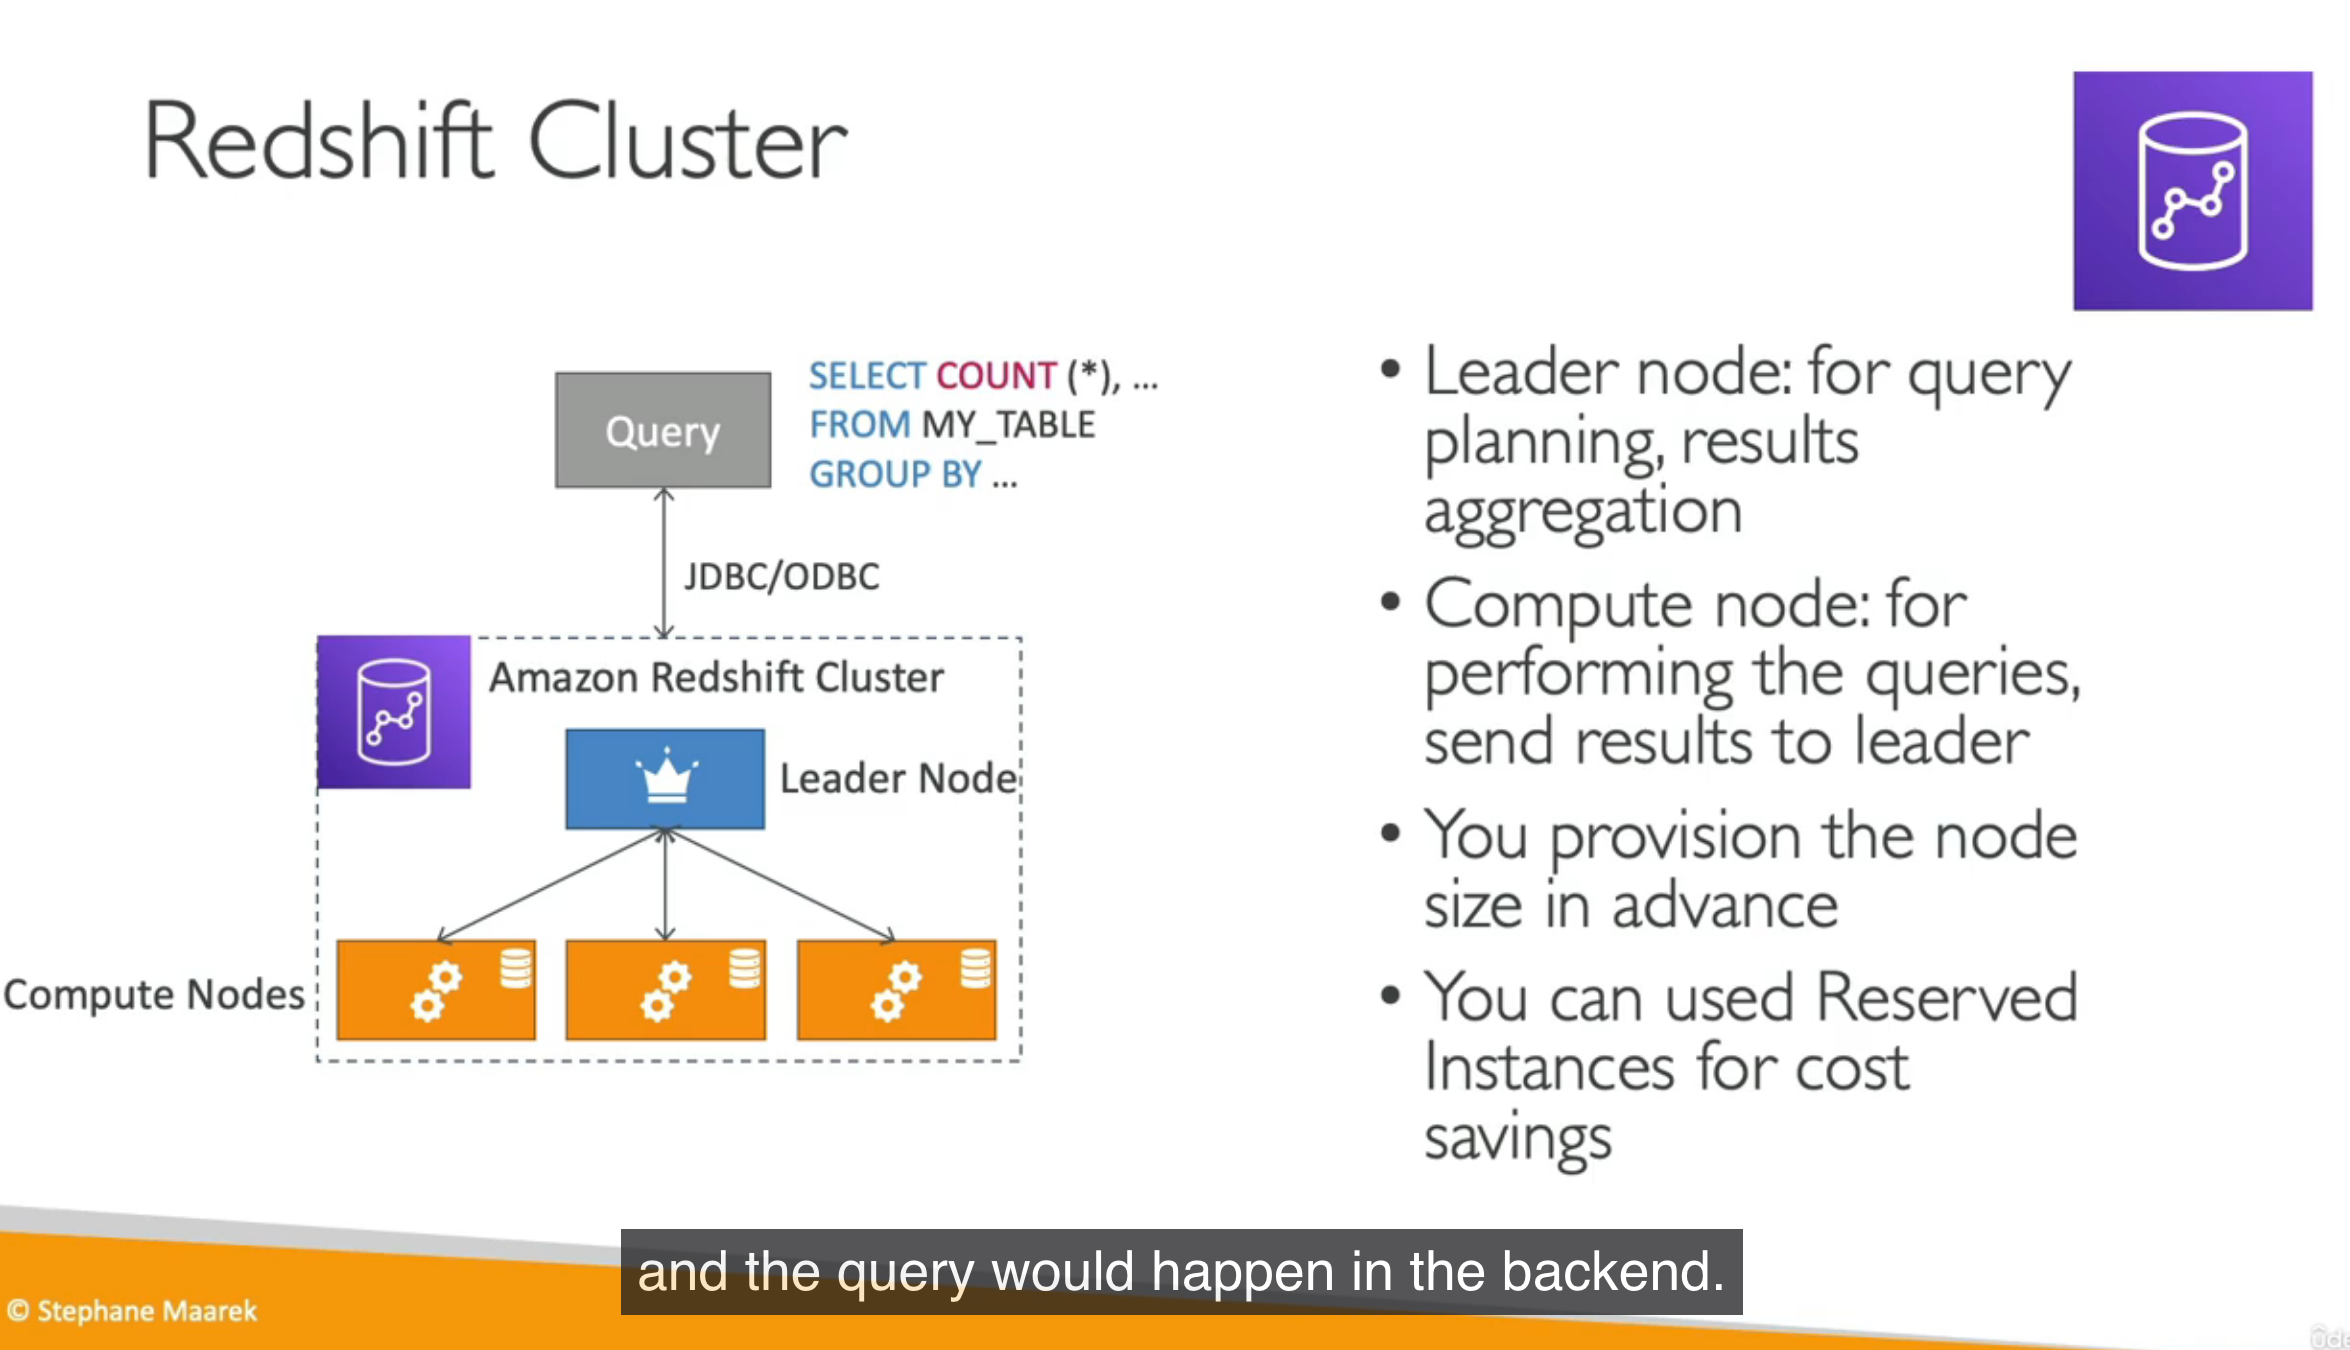 Redshift Cluster
Query
SELECT COUNT (*), ...
FROM MY_TABLE
GROUP BY ...
JDBC/ODBC
Amazon Redshift Cluster
Leader Node
Compute Nodes
• Leader node: for query
planning, results
aggregation
• Compute node: for
performing the queries,
send results to leader
• You provision the node
size in advance
• You can used Reserved
Instances for cost
savings
and the query would happen in the backend.
© Stephane Maarek